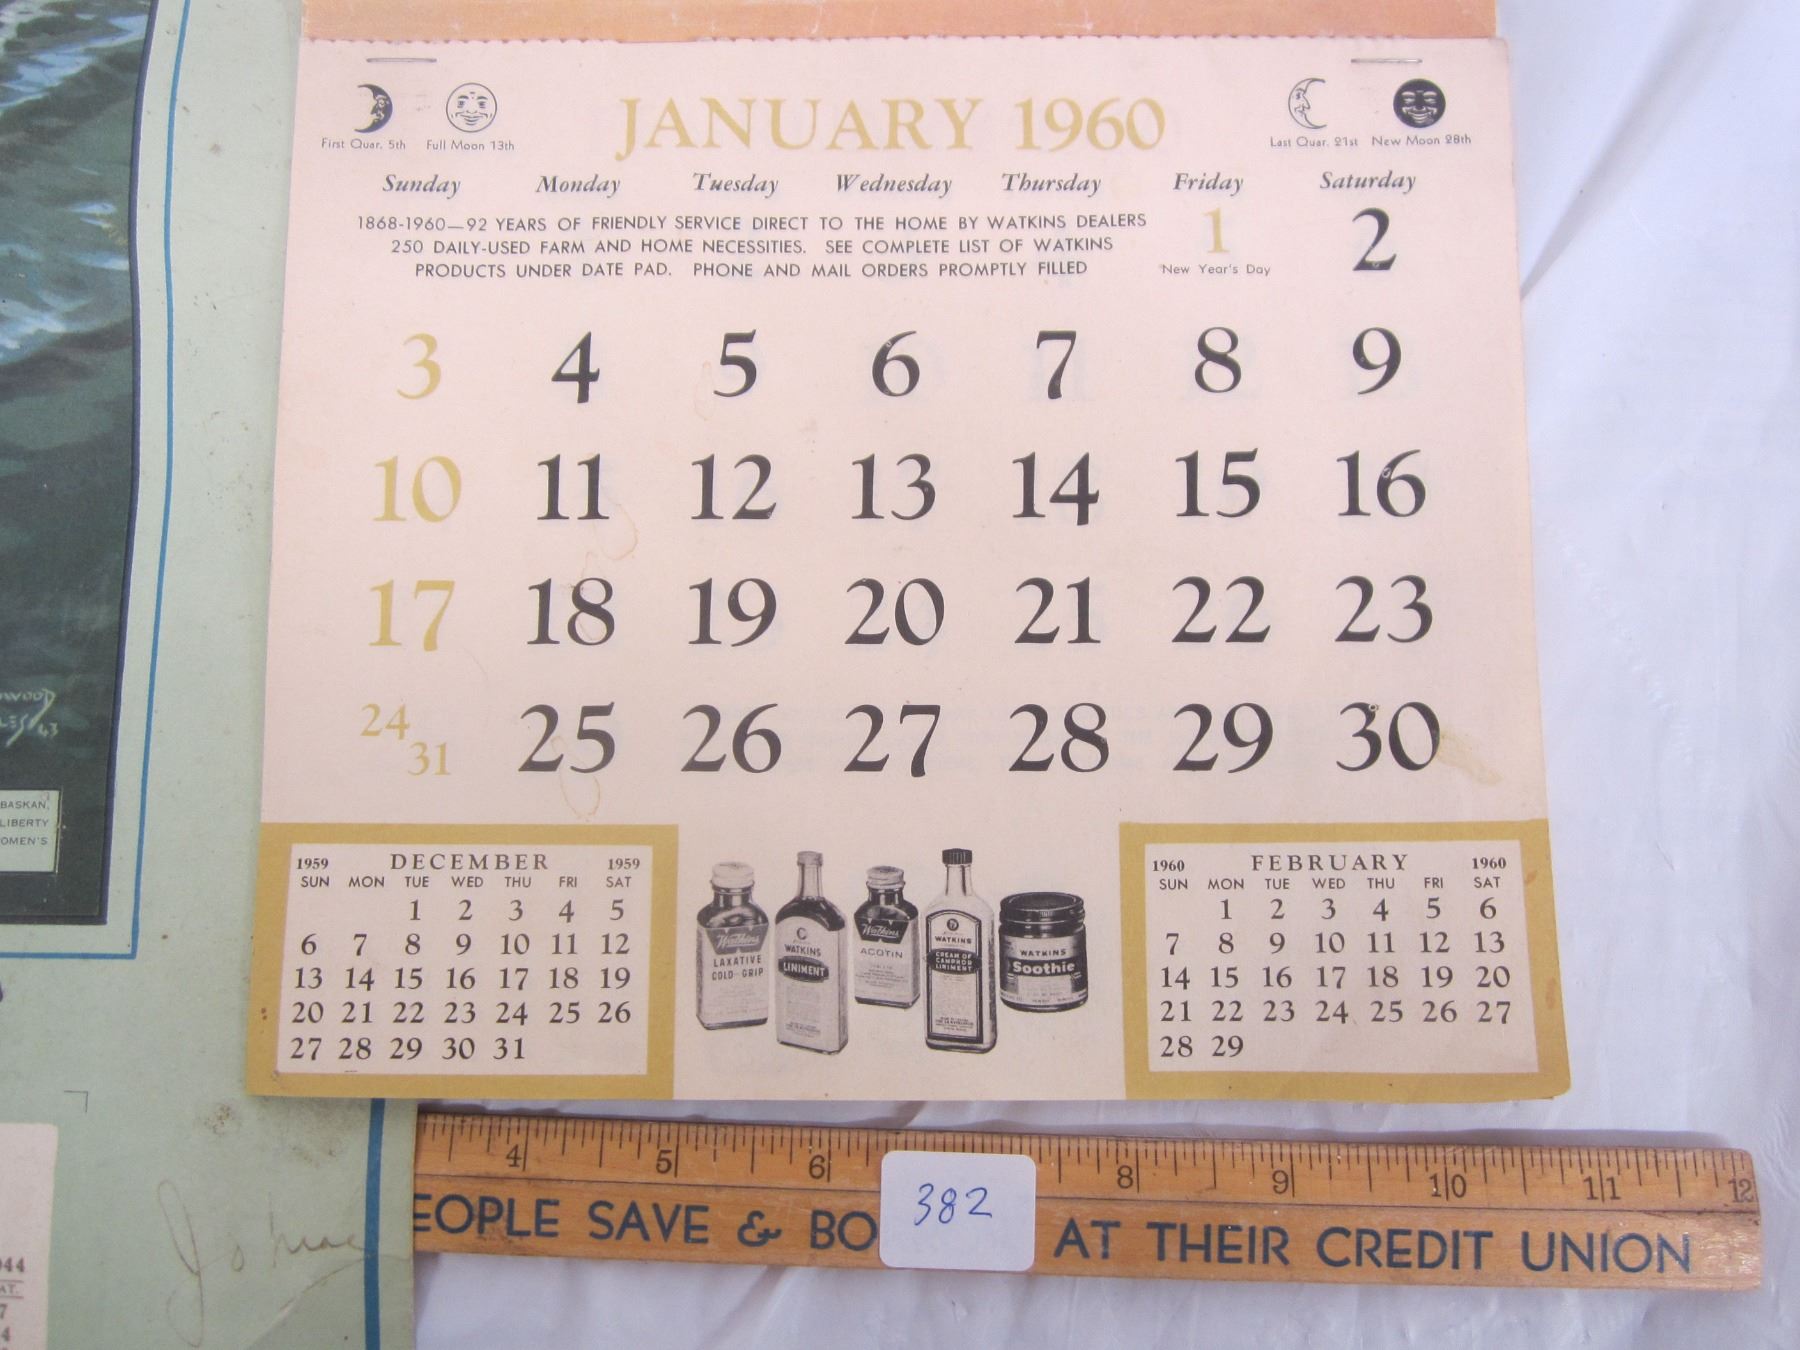 JANUARY 1960
First Quar. 5th Full Moon 13th
Last Quar. 21st New Moon 28th
Sunday Monday Tuesday Wednesday Thursday Friday Saturday
1868-1960—92 YEARS OF FRIENDLY SERVICE DIRECT TO THE HOME BY WATKINS DEALERS
250 DAILY-USED FARM AND HOME NECESSITIES. SEE COMPLETE LIST OF WATKINS
PRODUCTS UNDER DATE PAD. PHONE AND MAIL ORDERS PROMPTLY FILLED
1 2
New Year's Day
3 4 5 6 7 8 9
10 11 12 13 14 15 16
17 18 19 20 21 22 23
24 31 25 26 27 28 29 30
1959 DECEMBER 1959
SUN MON TUE WED THU FRI SAT
1 2 3 4 5
6 7 8 9 10 11 12
13 14 15 16 17 18 19
20 21 22 23 24 25 26
27 28 29 30 31
Watkins
LAXATIVE
COLD-GRIP
WATKINS
LINIMENT
Watkins
ACOTIN
WATKINS
CREAM OF
CAMPHOR
LINIMENT
WATKINS
Soothie
1960 FEBRUARY 1960
SUN MON TUE WED THU FRI SAT
1 2 3 4 5 6
7 8 9 10 11 12 13
14 15 16 17 18 19 20
21 22 23 24 25 26 27
28 29
4 5 6 8 9 10 11 12
EOPLE SAVE & BO AT THEIR CREDIT UNION
382
WOOD
LES 43
BASKAN,
LIBERTY
OMEN'S
944
AT.
7
4